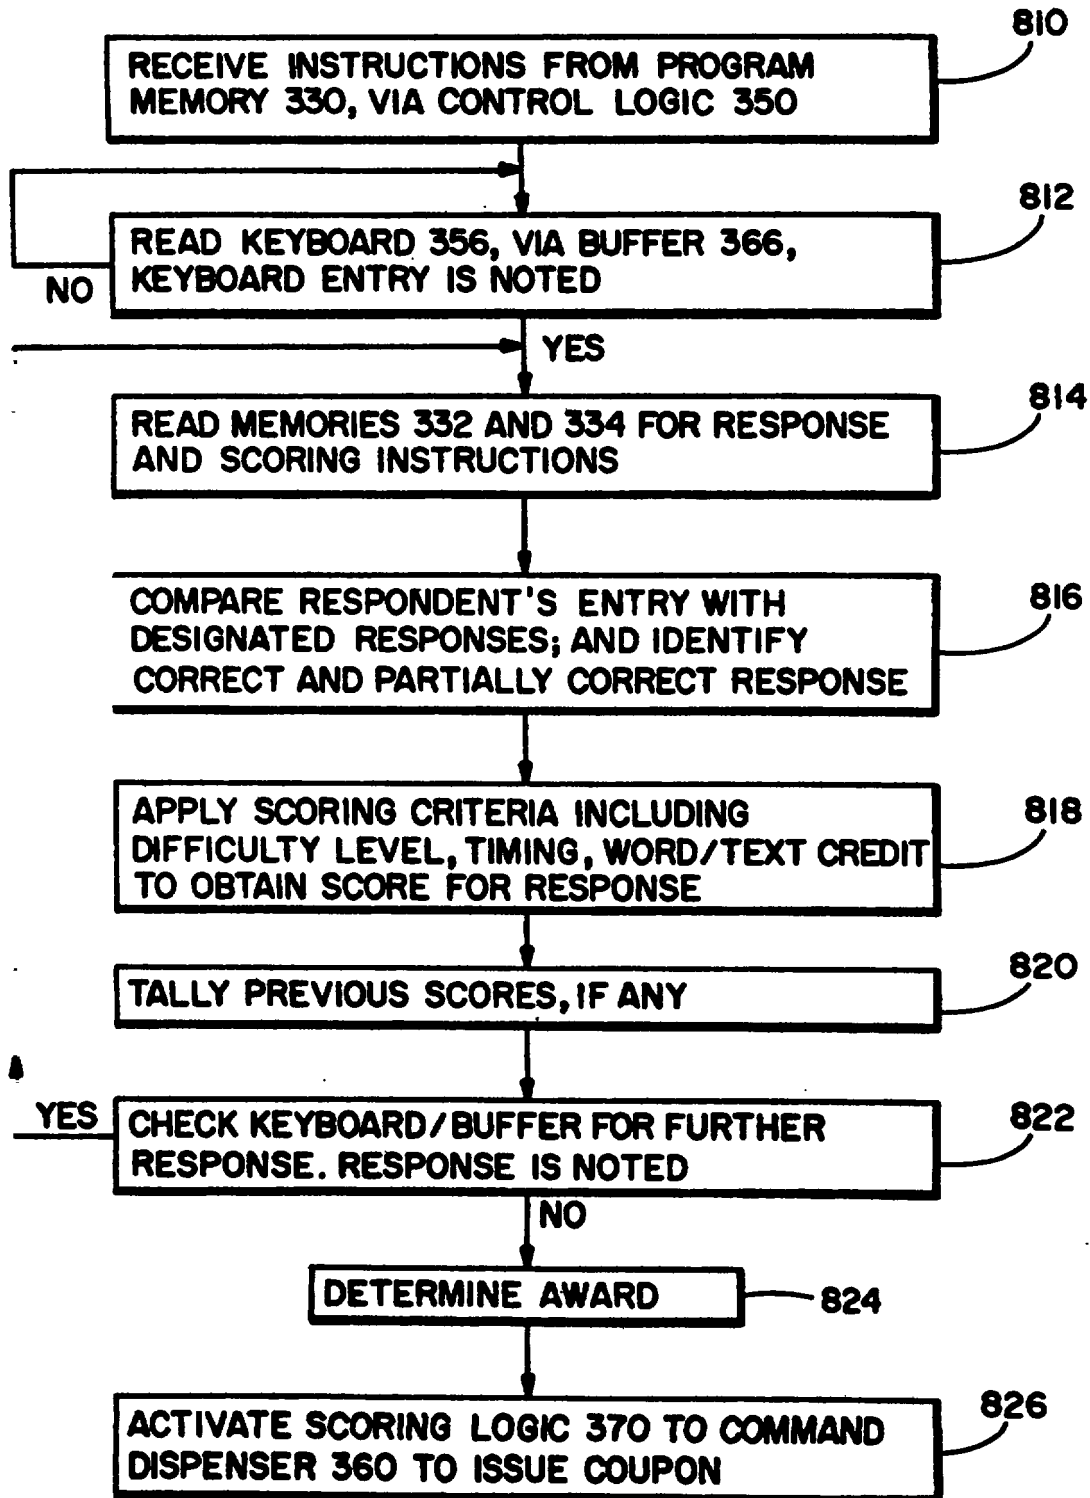 810
RECEIVE INSTRUCTIONS FROM PROGRAM
MEMORY 330, VIA CONTROL LOGIC 350
812
READ KEYBOARD 356, VIA BUFFER 366,
KEYBOARD ENTRY IS NOTED
NO
YES
814
READ MEMORIES 332 AND 334 FOR RESPONSE
AND SCORING INSTRUCTIONS
816
COMPARE RESPONDENT'S ENTRY WITH
DESIGNATED RESPONSES; AND IDENTIFY
CORRECT AND PARTIALLY CORRECT RESPONSE
818
APPLY SCORING CRITERIA INCLUDING
DIFFICULTY LEVEL, TIMING, WORD/TEXT CREDIT
TO OBTAIN SCORE FOR RESPONSE
820
TALLY PREVIOUS SCORES, IF ANY
YES
822
CHECK KEYBOARD/BUFFER FOR FURTHER
RESPONSE. RESPONSE IS NOTED
NO
DETERMINE AWARD
824
826
ACTIVATE SCORING LOGIC 370 TO COMMAND
DISPENSER 360 TO ISSUE COUPON